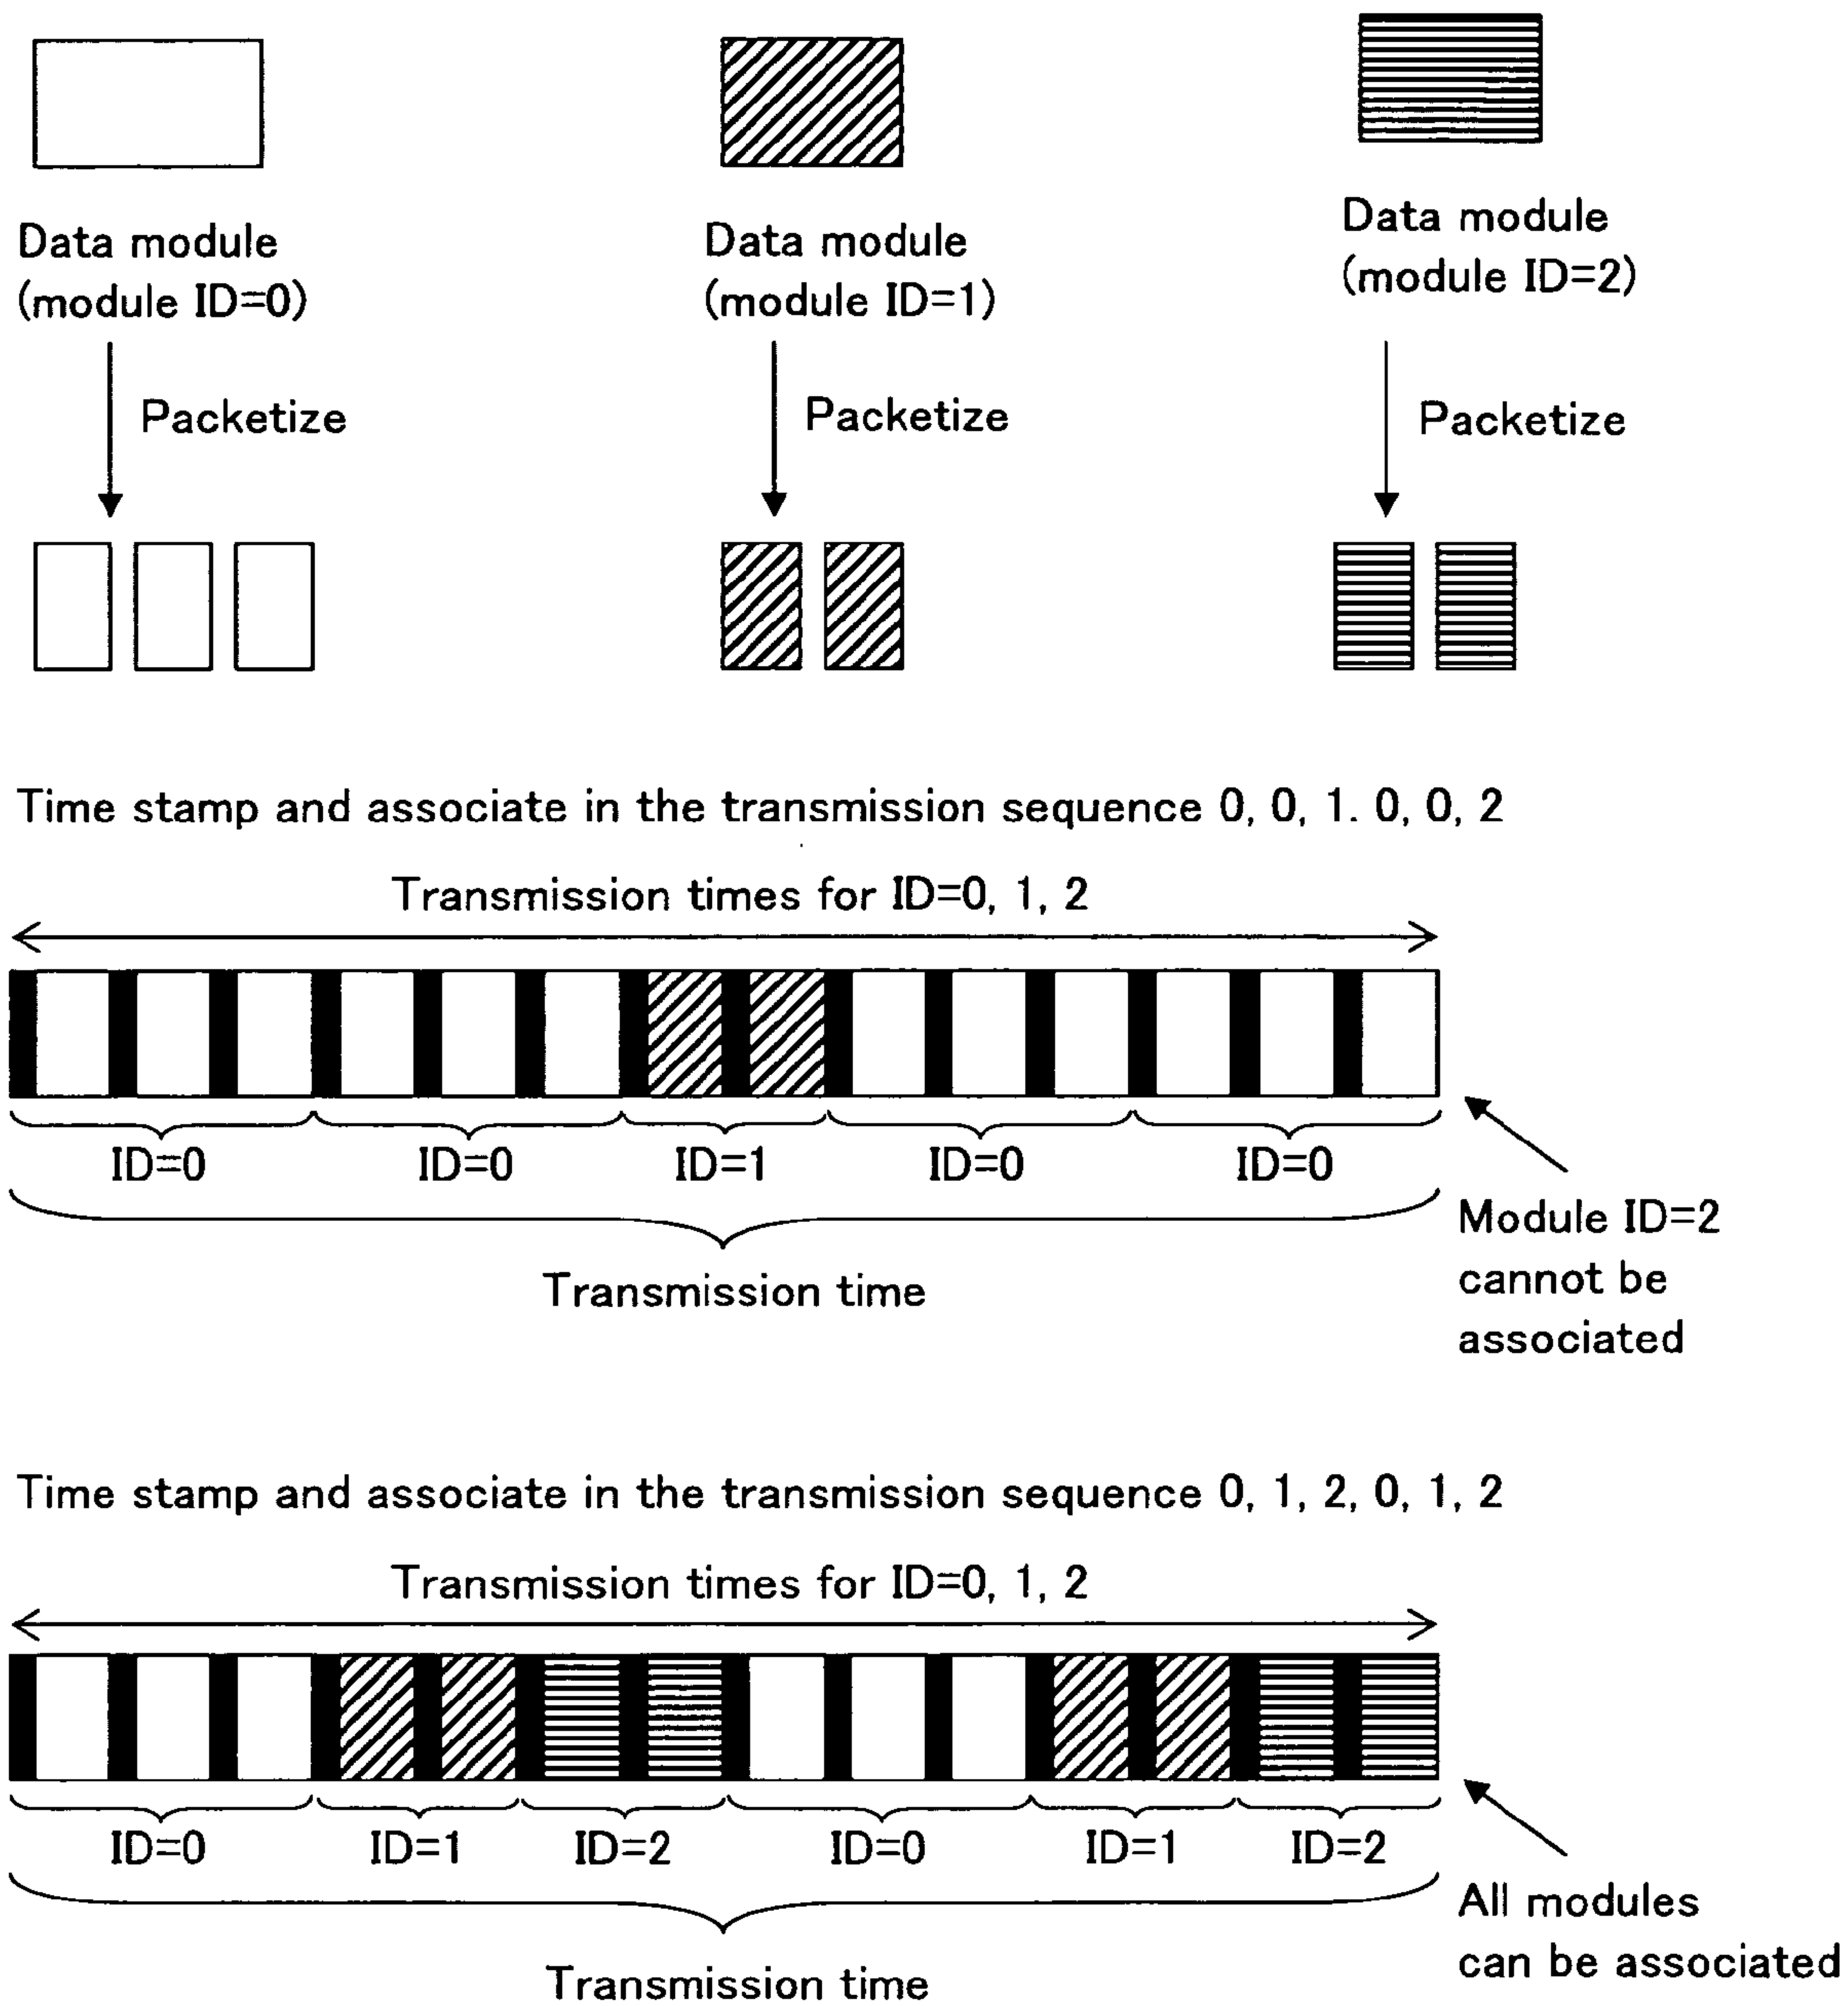 Data module
(module ID=0)
Data module
(module ID=1)
Data module
(module ID=2)
Packetize
Packetize
Packetize
Time stamp and associate in the transmission sequence 0, 0, 1. 0, 0, 2
Transmission times for ID=0, 1, 2
ID=0
ID=0
ID=1
ID=0
ID=0
Transmission time
Module ID=2
cannot be
associated
Time stamp and associate in the transmission sequence 0, 1, 2, 0, 1, 2
Transmission times for ID=0, 1, 2
ID=0
ID=1
ID=2
ID=0
ID=1
ID=2
Transmission time
All modules
can be associated